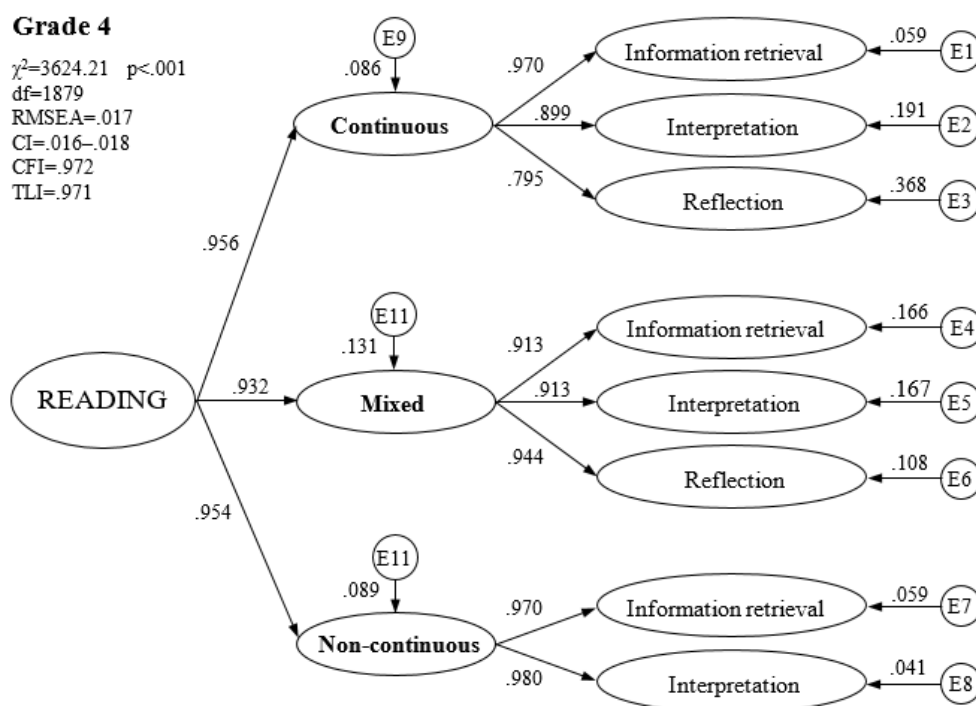 Grade 4
χ²=3624.21 p<.001
df=1879
RMSEA=.017
CI=.016–.018
CFI=.972
TLI=.971
E9
.086
Continuous
.970
.899
.795
Information retrieval
.059
E1
Interpretation
.191
E2
Reflection
.368
E3
.956
READING
.932
.954
E11
.131
Mixed
.913
.913
.944
Information retrieval
.166
E4
Interpretation
.167
E5
Reflection
.108
E6
E11
.089
Non-continuous
.970
.980
Information retrieval
.059
E7
Interpretation
.041
E8